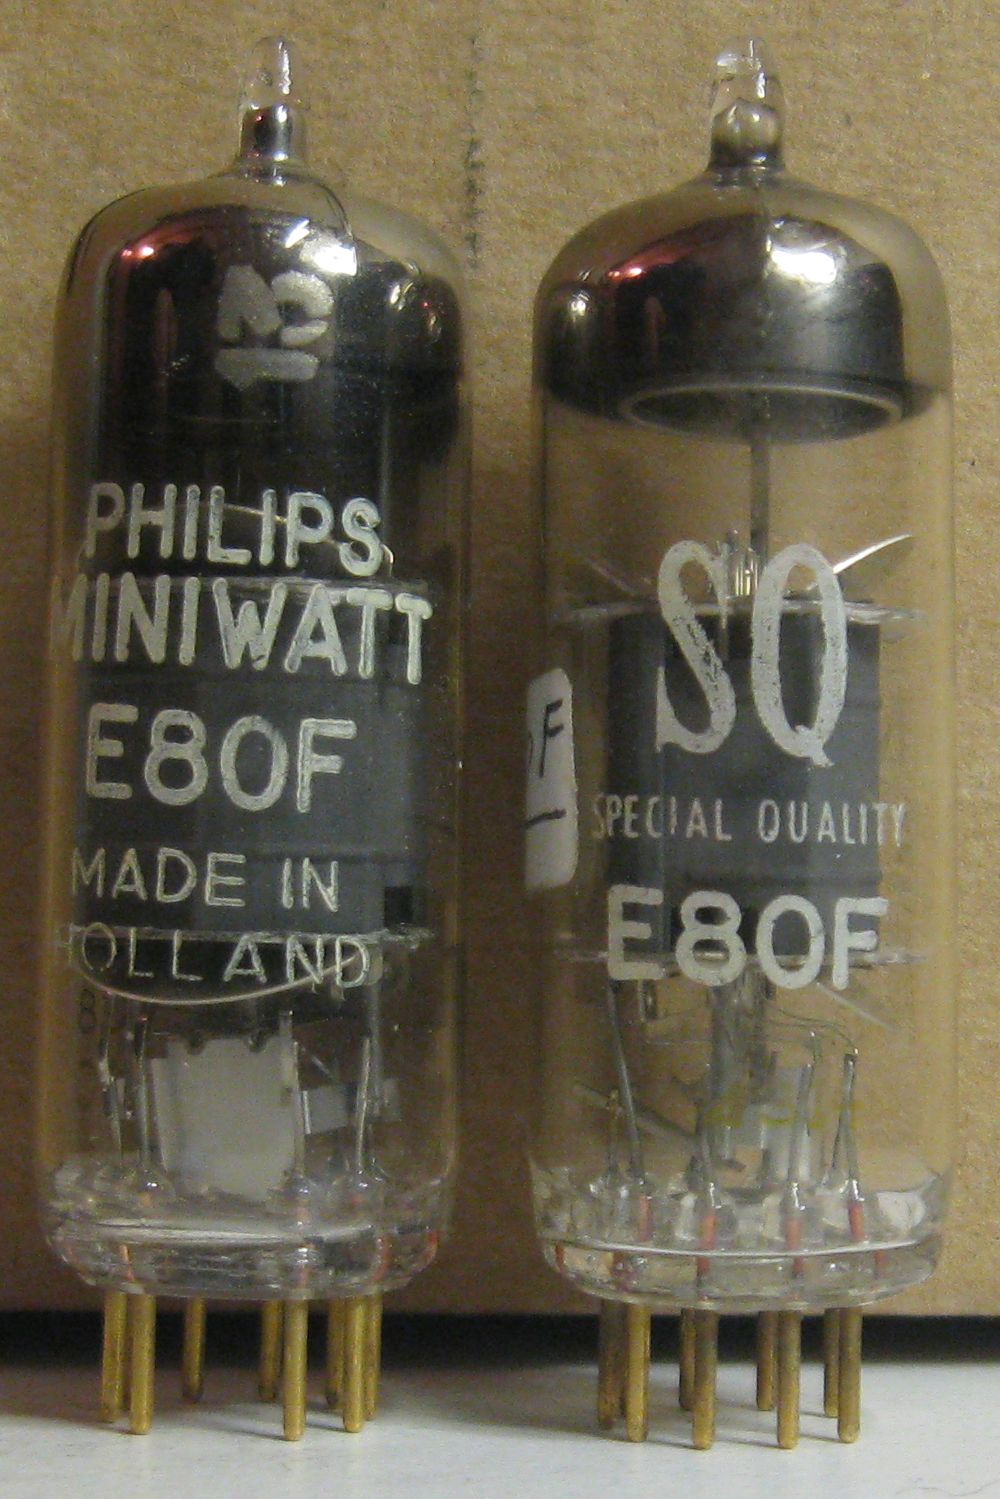 PHILIPS
MINIWATT
E80F
MADE IN
HOLLAND
SQ
SPECIAL QUALITY
E80F
F